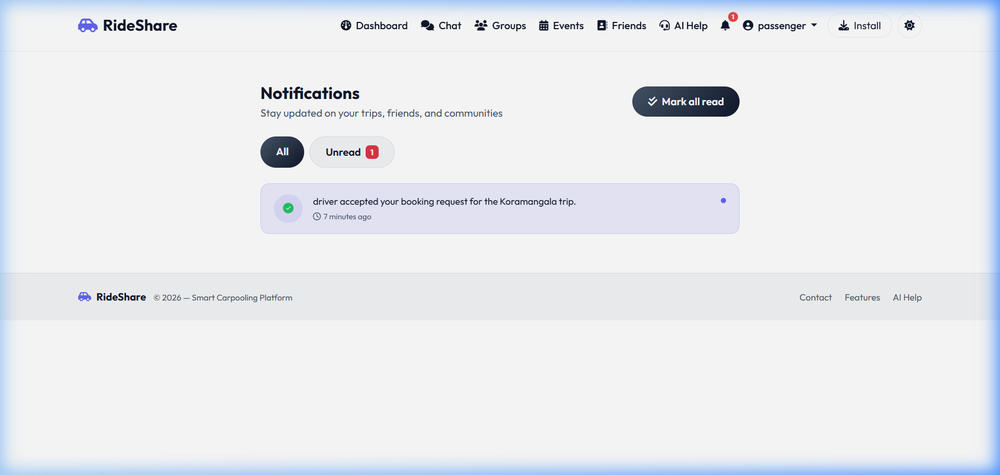 RideShare
Dashboard
Chat
Groups
Events
Friends
AI Help
1
passenger
Install
Notifications
Stay updated on your trips, friends, and communities
Mark all read
All
Unread 1
driver accepted your booking request for the Koramangala trip.
7 minutes ago
RideShare © 2026 — Smart Carpooling Platform
Contact
Features
AI Help